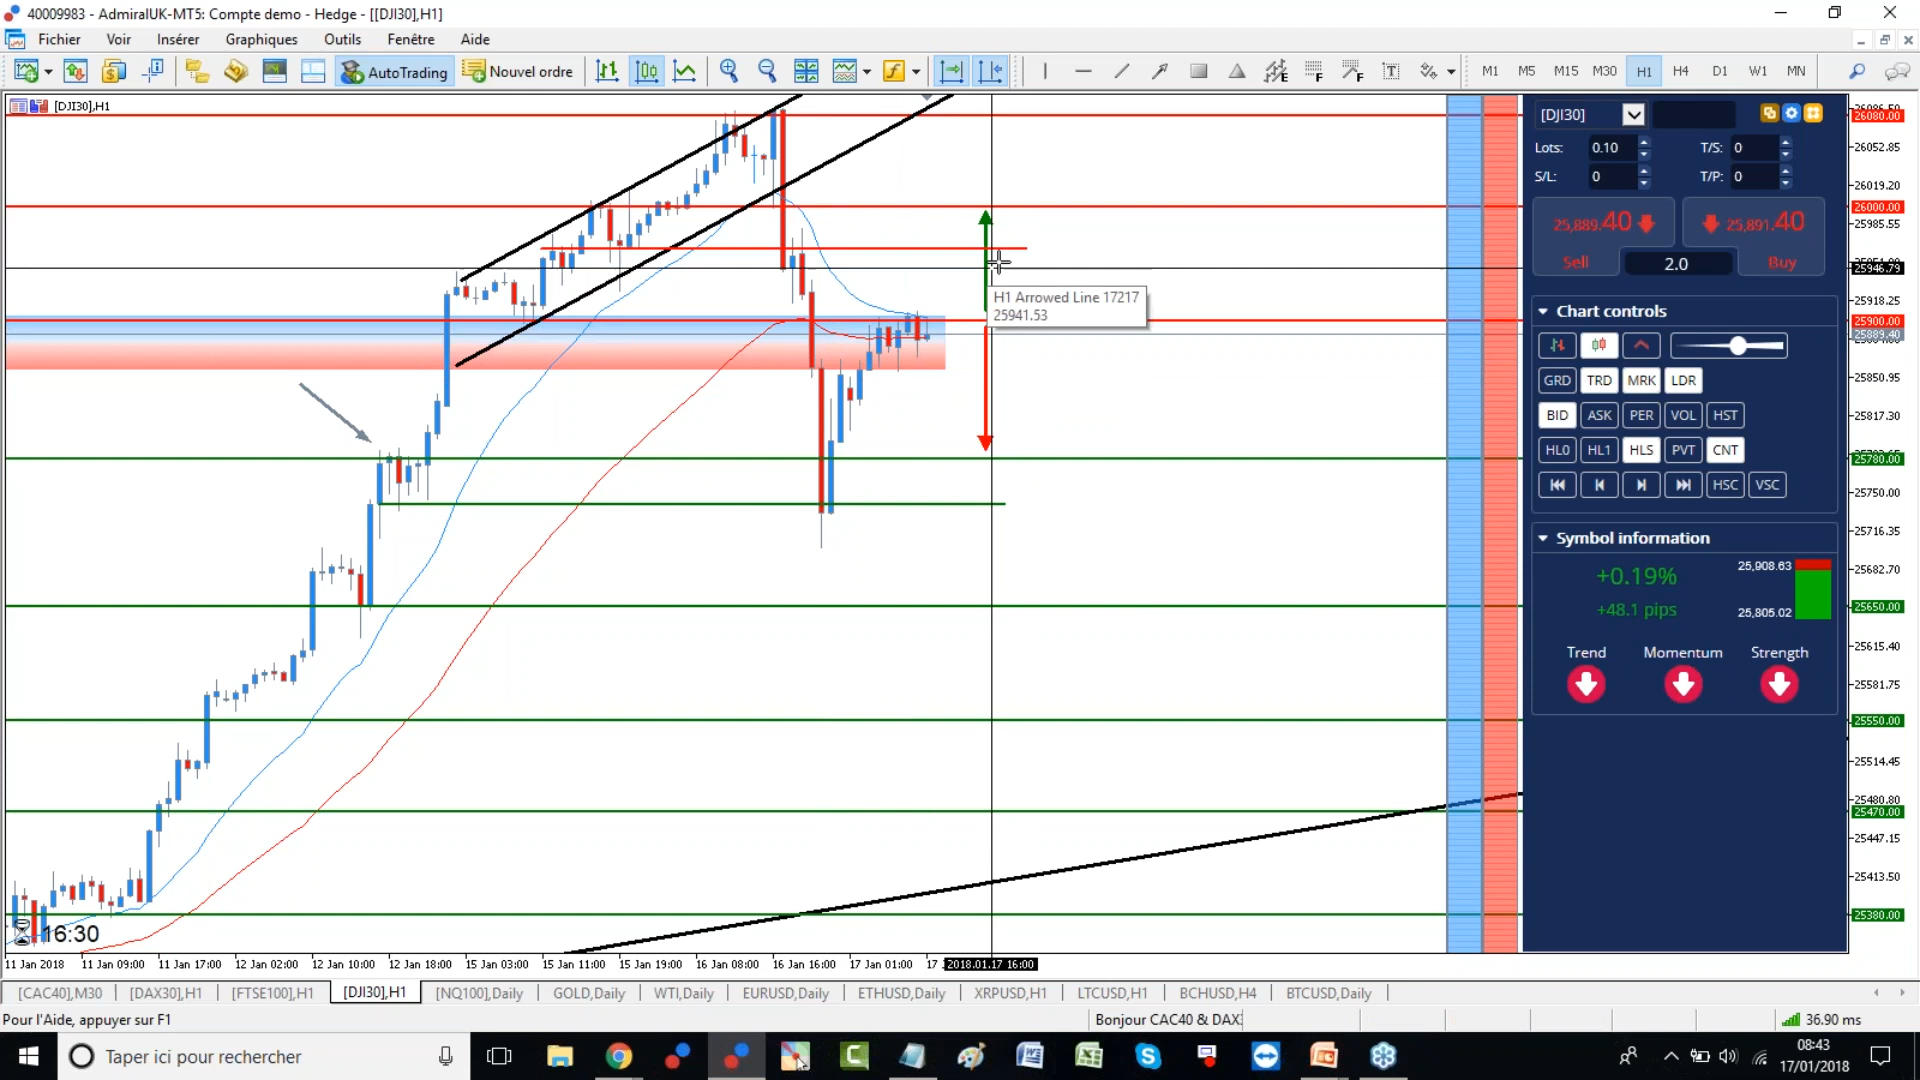 40009983 - AdmiralUK-MT5: Compte demo - Hedge - [[DJI30],H1]
Fichier Voir Insérer Graphiques Outils Fenêtre Aide
AutoTrading Nouvel ordre M1 M5 M15 M30 H1 H4 D1 W1 MN
[DJI30],H1
[DJI30]
Lots: 0.10 T/S: 0
S/L: 0 T/P: 0
25,889.40 25,891.40
Sell 2.0 Buy
H1 Arrowed Line 17217
25941.53
Chart controls
GRD TRD MRK LDR
BID ASK PER VOL HST
HL0 HL1 HLS PVT CNT
HSC VSC
Symbol information
+0.19%
+48.1 pips
25,908.63
25,805.02
Trend Momentum Strength
26080.00
26052.85
26019.20
26000.00
25985.55
25946.79
25918.25
25900.00
25889.40
25850.95
25817.30
25780.00
25750.00
25716.35
25682.70
25650.00
25615.40
25581.75
25550.00
25514.45
25480.80
25470.00
25447.15
25413.50
25380.00
16:30
11 Jan 2018 11 Jan 09:00 11 Jan 17:00 12 Jan 02:00 12 Jan 10:00 12 Jan 18:00 15 Jan 03:00 15 Jan 11:00 15 Jan 19:00 16 Jan 08:00 16 Jan 16:00 17 Jan 01:00 17 2018.01.17 16:00
[CAC40],M30 [DAX30],H1 [FTSE100],H1 [DJI30],H1 [NQ100],Daily GOLD,Daily WTI,Daily EURUSD,Daily ETHUSD,Daily XRPUSD,H1 LTCUSD,H1 BCHUSD,H4 BTCUSD,Daily
Pour l'Aide, appuyer sur F1 Bonjour CAC40 & DAX 36.90 ms
Taper ici pour rechercher
08:43
17/01/2018